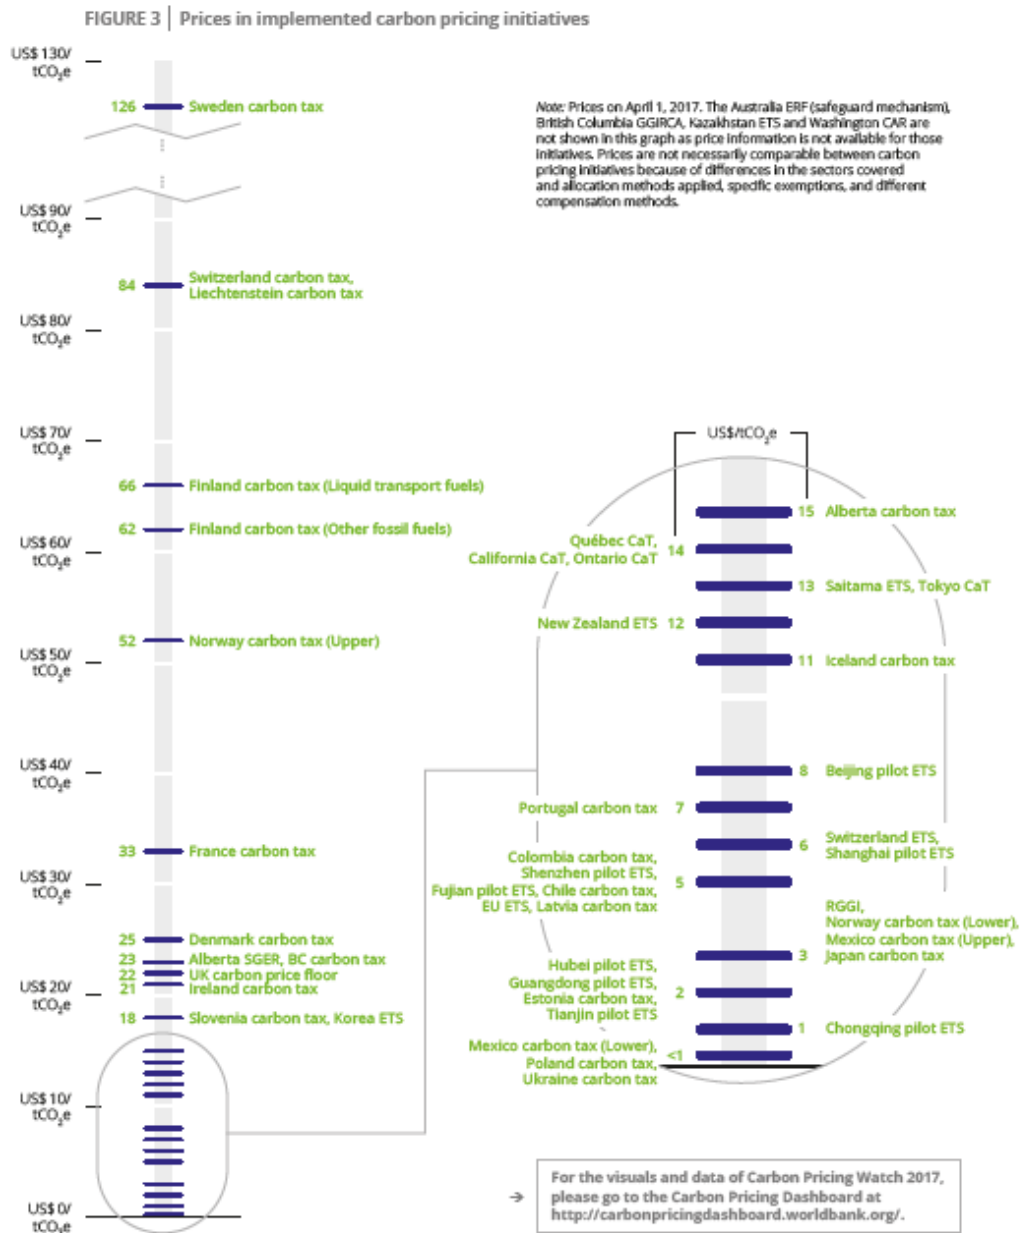 FIGURE 3 | Prices in implemented carbon pricing initiatives
US$ 130/
tCO₂e
126 Sweden carbon tax
Note: Prices on April 1, 2017. The Australia ERF (safeguard mechanism),
British Columbia GGIRCA, Kazakhstan ETS and Washington CAR are
not shown in this graph as price information is not available for those
initiatives. Prices are not necessarily comparable between carbon
pricing initiatives because of differences in the sectors covered
and allocation methods applied, specific exemptions, and different
compensation methods.
US$ 90/
tCO₂e
84 Switzerland carbon tax,
Liechtenstein carbon tax
US$ 80/
tCO₂e
US$ 70/
tCO₂e
66 Finland carbon tax (Liquid transport fuels)
62 Finland carbon tax (Other fossil fuels)
US$ 60/
tCO₂e
52 Norway carbon tax (Upper)
US$ 50/
tCO₂e
US$ 40/
tCO₂e
33 France carbon tax
US$ 30/
tCO₂e
25 Denmark carbon tax
23 Alberta SGER, BC carbon tax
22 UK carbon price floor
21 Ireland carbon tax
US$ 20/
tCO₂e
18 Slovenia carbon tax, Korea ETS
US$ 10/
tCO₂e
US$ 0/
tCO₂e
US$/tCO₂e
15 Alberta carbon tax
Québec CaT,
California CaT, Ontario CaT 14
13 Saitama ETS, Tokyo CaT
New Zealand ETS 12
11 Iceland carbon tax
8 Beijing pilot ETS
Portugal carbon tax 7
6 Switzerland ETS,
Shanghai pilot ETS
Colombia carbon tax,
Shenzhen pilot ETS,
Fujian pilot ETS, Chile carbon tax,
EU ETS, Latvia carbon tax
5
RGGI,
Norway carbon tax (Lower),
Mexico carbon tax (Upper),
3 Japan carbon tax
Hubei pilot ETS,
Guangdong pilot ETS,
Estonia carbon tax,
Tianjin pilot ETS
2
1 Chongqing pilot ETS
Mexico carbon tax (Lower),
Poland carbon tax,
Ukraine carbon tax
<1
→ For the visuals and data of Carbon Pricing Watch 2017,
please go to the Carbon Pricing Dashboard at
http://carbonpricingdashboard.worldbank.org/.